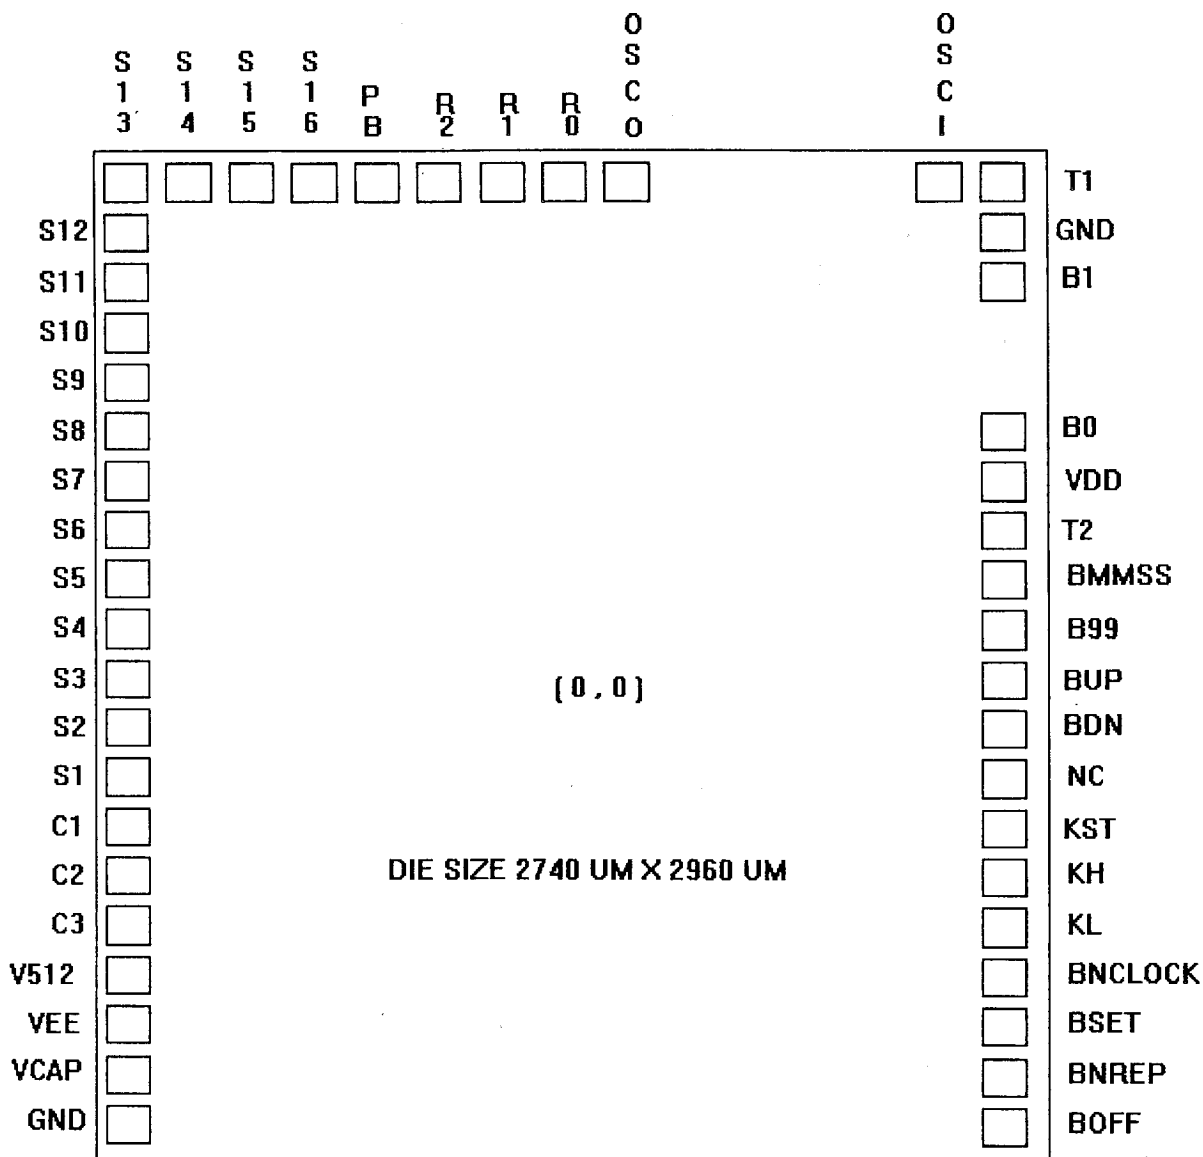 S13 S14 S15 S16 PB R2 R1 R0 OSCO OSCI
T1
S12 GND
S11 B1
S10
S9
S8 B0
S7 VDD
S6 T2
S5 BMMSS
S4 B99
S3 (0,0) BUP
S2 BDN
S1 NC
C1 KST
C2 DIE SIZE 2740 UM X 2960 UM KH
C3 KL
V512 BNCLOCK
VEE BSET
VCAP BNREP
GND BOFF